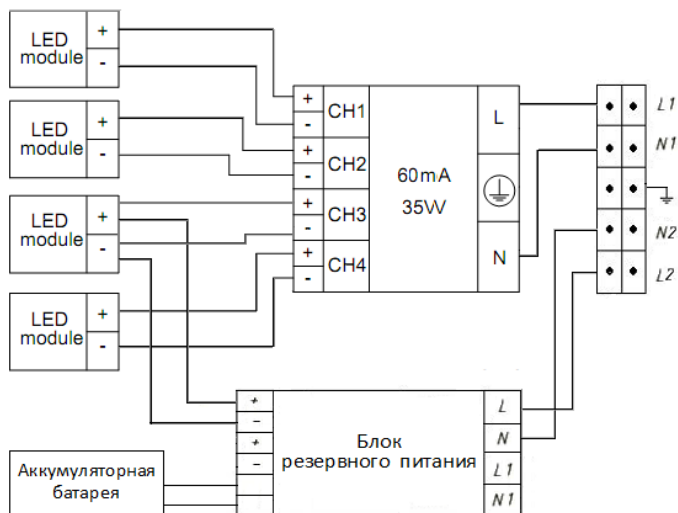 LED
module
+
-
LED
module
+
-
LED
module
+
-
LED
module
+
-
+
-
CH1
+
-
CH2
+
-
CH3
+
-
CH4
60mA
35W
L
N
L1
N1
N2
L2
+
-
+
-
Блок
резервного питания
L
N
L1
N1
Аккумуляторная
батарея